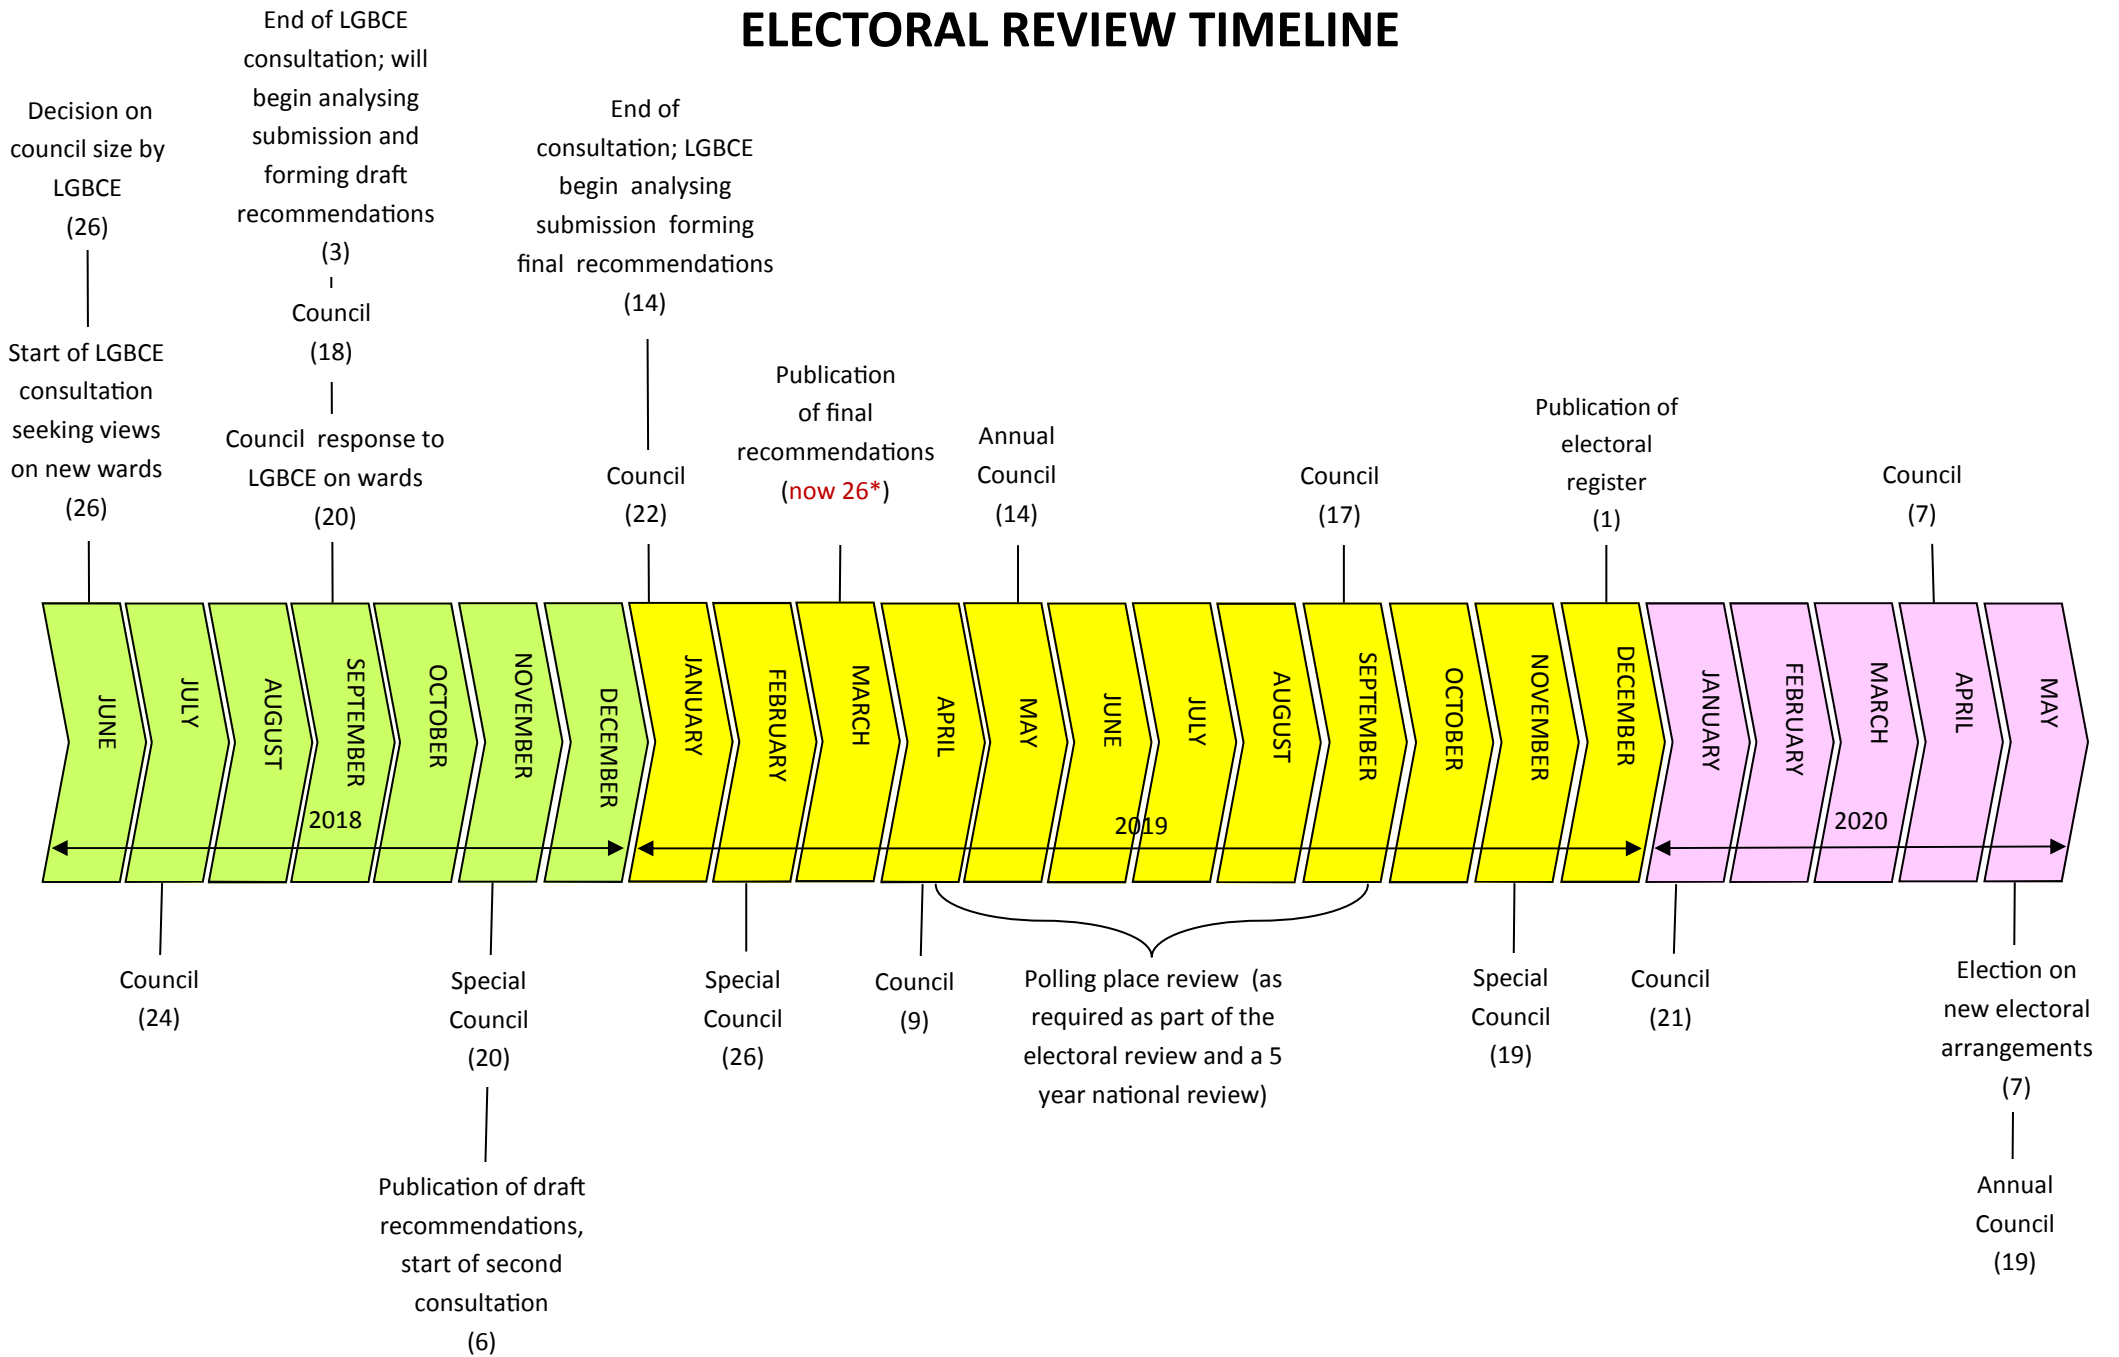 ELECTORAL REVIEW TIMELINE
Decision on
council size by
LGBCE
(26)
Start of LGBCE
consultation
seeking views
on new wards
(26)
End of LGBCE
consultation; will
begin analysing
submission and
forming draft
recommendations
(3)
Council
(18)
Council response to
LGBCE on wards
(20)
End of
consultation; LGBCE
begin analysing
submission forming
final recommendations
(14)
Council
(22)
Publication
of final
recommendations
(now 26*)
Annual
Council
(14)
Council
(17)
Publication of
electoral
register
(1)
Council
(7)
JUNE
JULY
AUGUST
SEPTEMBER
OCTOBER
NOVEMBER
DECEMBER
JANUARY
FEBRUARY
MARCH
APRIL
MAY
JUNE
JULY
AUGUST
SEPTEMBER
OCTOBER
NOVEMBER
DECEMBER
JANUARY
FEBRUARY
MARCH
APRIL
MAY
2018
2019
2020
Council
(24)
Special
Council
(20)
Publication of draft
recommendations,
start of second
consultation
(6)
Special
Council
(26)
Council
(9)
Polling place review (as
required as part of the
electoral review and a 5
year national review)
Special
Council
(19)
Council
(21)
Election on
new electoral
arrangements
(7)
Annual
Council
(19)